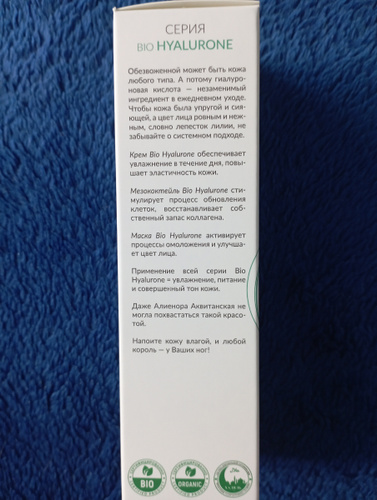 СЕРИЯ
BIO HYALURONE
Обезвоженной может быть кожа
любого типа. А потому гиалуро-
новая кислота — незаменимый
ингредиент в ежедневном уходе.
Чтобы кожа была упругой и сия-
ющей, а цвет лица ровным и неж-
ным, словно лепесток лилии, не
забывайте о системном подходе.
Крем Bio Hyalurone обеспечивает
увлажнение в течение дня, повы-
шает эластичность кожи.
Мезококтейль Bio Hyalurone сти-
мулирует процесс обновления
клеток, восстанавливает соб-
ственный запас коллагена.
Маска Bio Hyalurone активирует
процессы омоложения и улучша-
ет цвет лица.
Применение всей серии Bio
Hyalurone = увлажнение, питание
и совершенный тон кожи.
Даже Алиенора Аквитанская не
могла похвастаться такой красо-
той.
Напоите кожу влагой, и любой
король — у Ваших ног!
BIO
ORGANIC